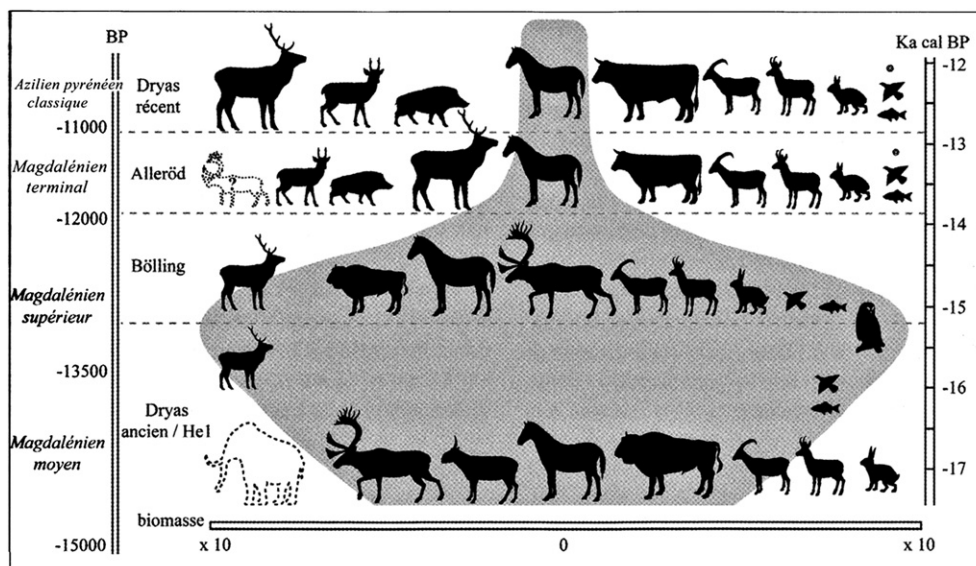 BP
Ka cal BP
Azilien pyrénéen
classique
Dryas
récent
-12
-11000
-13
Magdalénien
terminal
Alleröd
?
-12000
-14
Bölling
Magdalénien
supérieur
-15
-13500
-16
Dryas
ancien / He1
Magdalénien
moyen
-17
biomasse
-15000
x 10
0
x 10